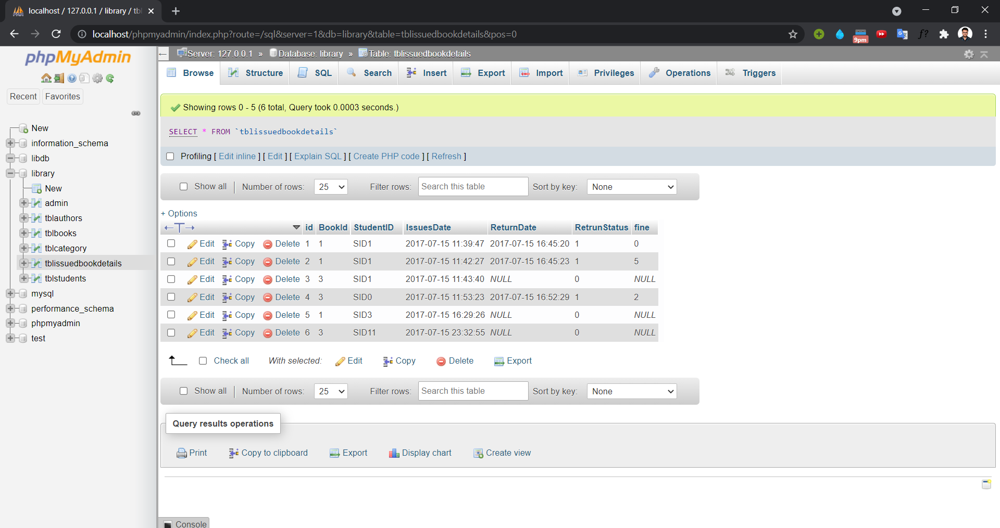 localhost / 127.0.0.1 / library / tbl
localhost/phpmyadmin/index.php?route=/sql&server=1&db=library&table=tblissuedbookdetails&pos=0
9pm
f?
phpMyAdmin
Recent Favorites
New
information_schema
libdb
library
New
admin
tblauthors
tblbooks
tblcategory
tblissuedbookdetails
tblstudents
mysql
performance_schema
phpmyadmin
test
Server: 127.0.0.1 » Database: library » Table: tblissuedbookdetails
Browse Structure SQL Search Insert Export Import Privileges Operations Triggers
Showing rows 0 - 5 (6 total, Query took 0.0003 seconds.)
SELECT * FROM `tblissuedbookdetails`
Profiling [ Edit inline ] [ Edit ] [ Explain SQL ] [ Create PHP code ] [ Refresh ]
Show all | Number of rows: 25 Filter rows: Search this table Sort by key: None
+ Options
←T→ id BookId StudentID IssuesDate ReturnDate RetrunStatus fine
Edit Copy Delete 1 1 SID1 2017-07-15 11:39:47 2017-07-15 16:45:20 1 0
Edit Copy Delete 2 1 SID1 2017-07-15 11:42:27 2017-07-15 16:45:23 1 5
Edit Copy Delete 3 3 SID1 2017-07-15 11:43:40 NULL 0 NULL
Edit Copy Delete 4 3 SID0 2017-07-15 11:53:23 2017-07-15 16:52:29 1 2
Edit Copy Delete 5 1 SID3 2017-07-15 16:29:26 NULL 0 NULL
Edit Copy Delete 6 3 SID11 2017-07-15 23:32:55 NULL 0 NULL
Check all With selected: Edit Copy Delete Export
Show all | Number of rows: 25 Filter rows: Search this table Sort by key: None
Query results operations
Print Copy to clipboard Export Display chart Create view
Console